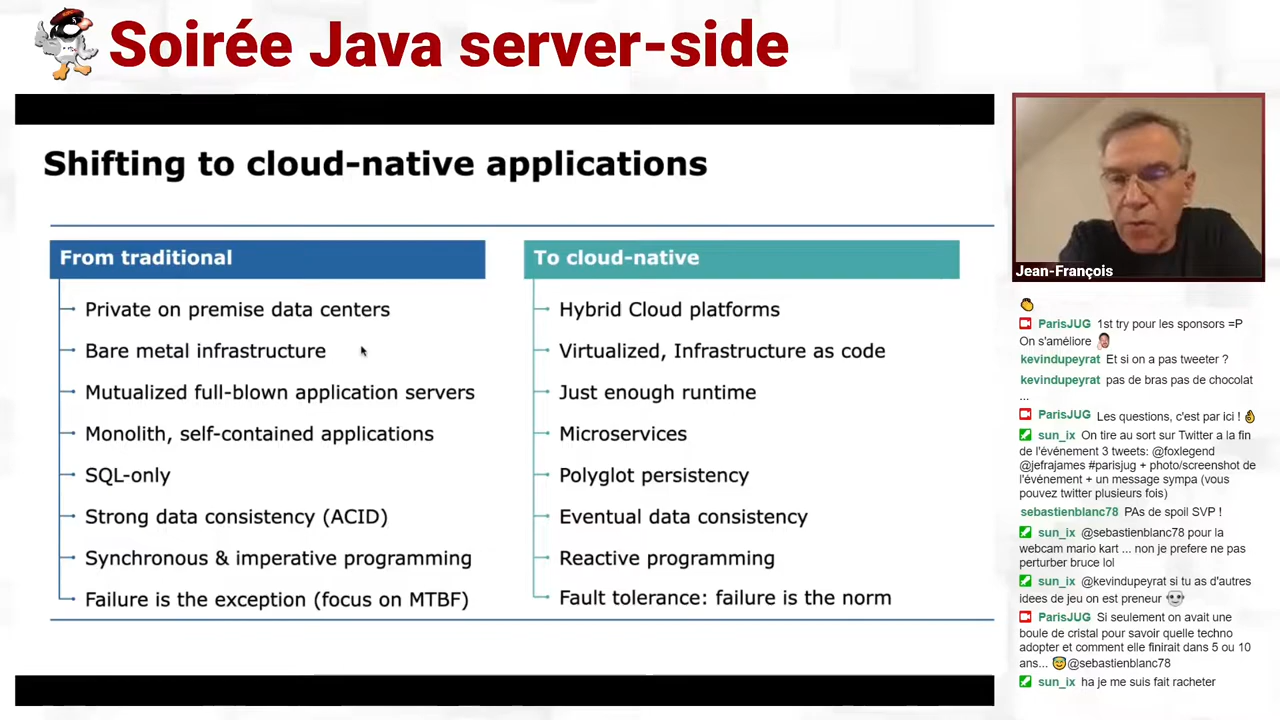 Soirée Java server-side
Shifting to cloud-native applications
From traditional
Private on premise data centers
Bare metal infrastructure
Mutualized full-blown application servers
Monolith, self-contained applications
SQL-only
Strong data consistency (ACID)
Synchronous & imperative programming
Failure is the exception (focus on MTBF)
To cloud-native
Hybrid Cloud platforms
Virtualized, Infrastructure as code
Just enough runtime
Microservices
Polyglot persistency
Eventual data consistency
Reactive programming
Fault tolerance: failure is the norm
Jean-François
ParisJUG 1st try pour les sponsors =P
On s'améliore
kevindupeyrat Et si on a pas tweeter ?
kevindupeyrat pas de bras pas de chocolat
...
ParisJUG Les questions, c'est par ici !
sun_ix On tire au sort sur Twitter a la fin
de l'événement 3 tweets: @foxlegend
@jefrajames #parisjug + photo/screenshot de
l'événement + un message sympa (vous
pouvez twitter plusieurs fois)
sebastienblanc78 PAs de spoil SVP !
sun_ix @sebastienblanc78 pour la
webcam mario kart ... non je prefere ne pas
perturber bruce lol
sun_ix @kevindupeyrat si tu as d'autres
idees de jeu on est preneur
ParisJUG Si seulement on avait une
boule de cristal pour savoir quelle techno
adopter et comment elle finirait dans 5 ou 10
ans... @sebastienblanc78
sun_ix ha je me suis fait racheter